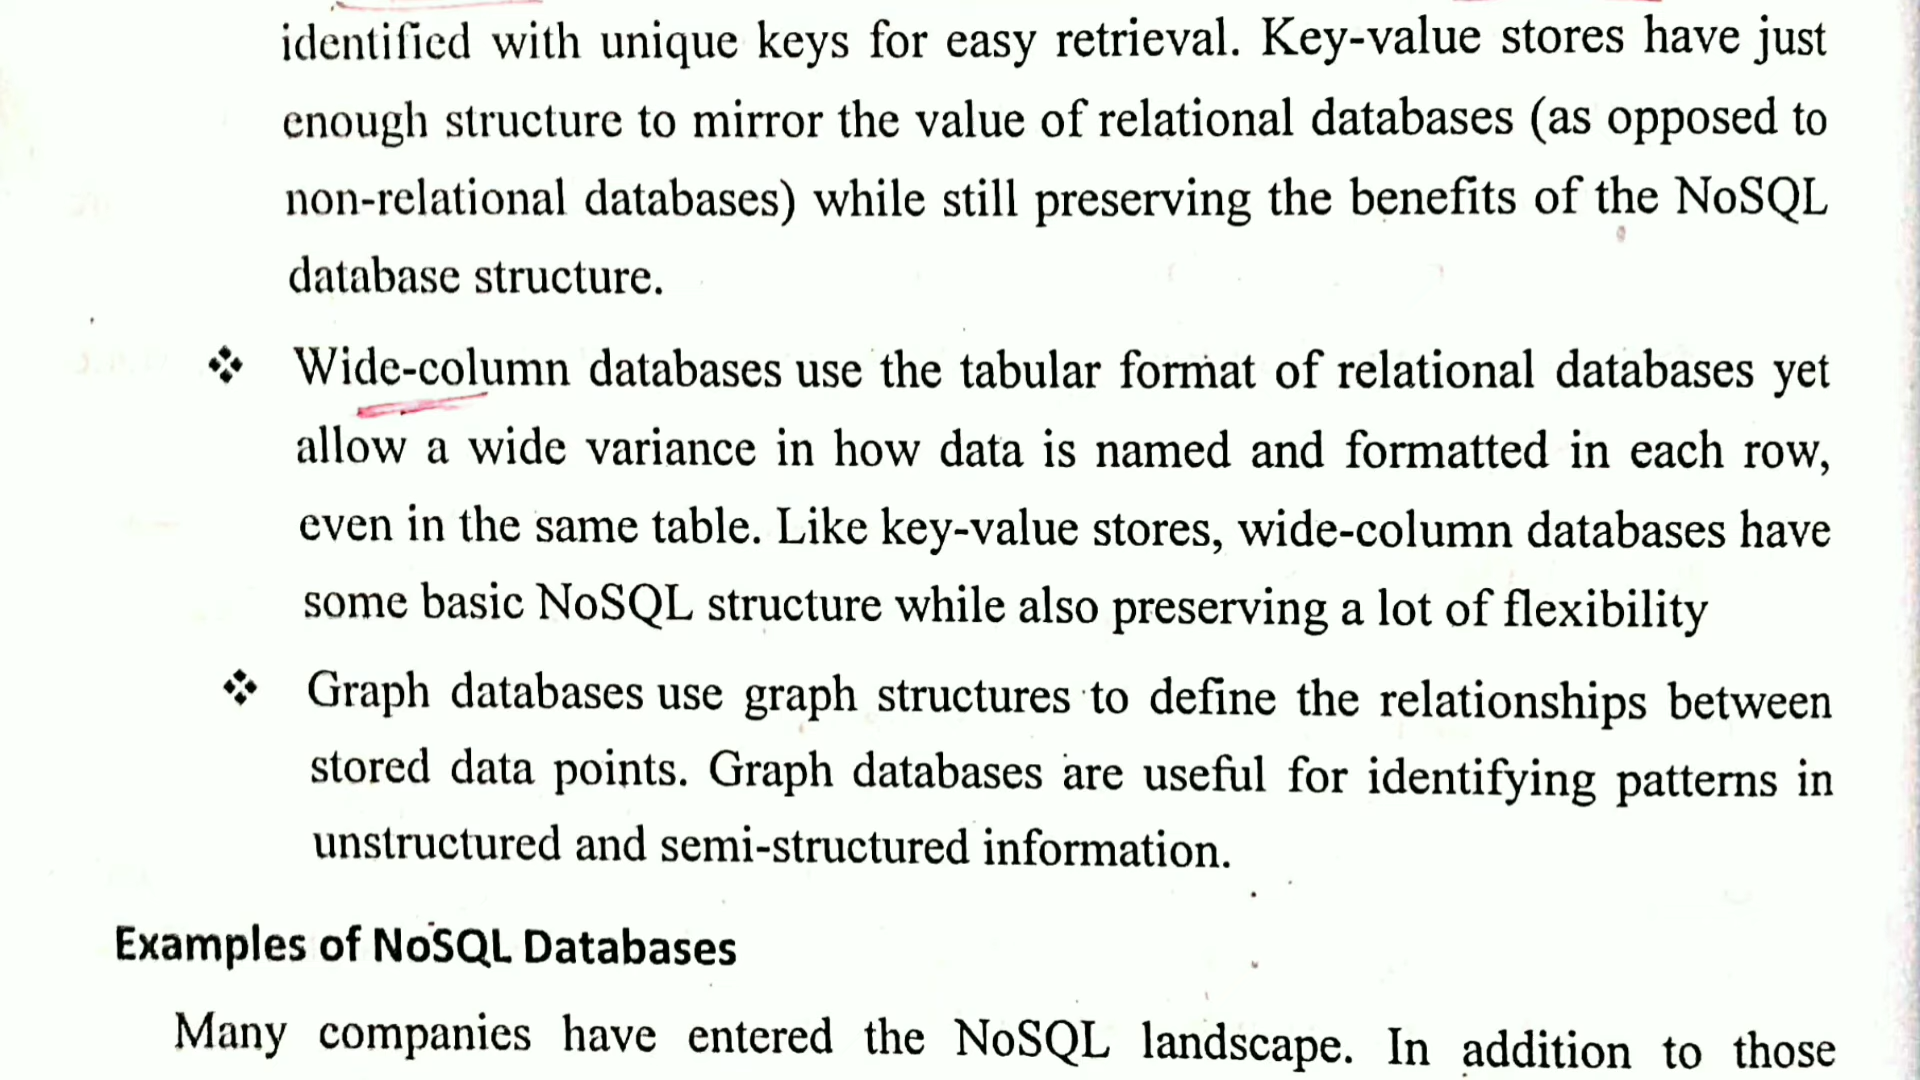 identified with unique keys for easy retrieval. Key-value stores have just
enough structure to mirror the value of relational databases (as opposed to
non-relational databases) while still preserving the benefits of the NoSQL
database structure.
❖ Wide-column databases use the tabular format of relational databases yet
allow a wide variance in how data is named and formatted in each row,
even in the same table. Like key-value stores, wide-column databases have
some basic NoSQL structure while also preserving a lot of flexibility
❖ Graph databases use graph structures to define the relationships between
stored data points. Graph databases are useful for identifying patterns in
unstructured and semi-structured information.
Examples of NoSQL Databases
Many companies have entered the NoSQL landscape. In addition to those